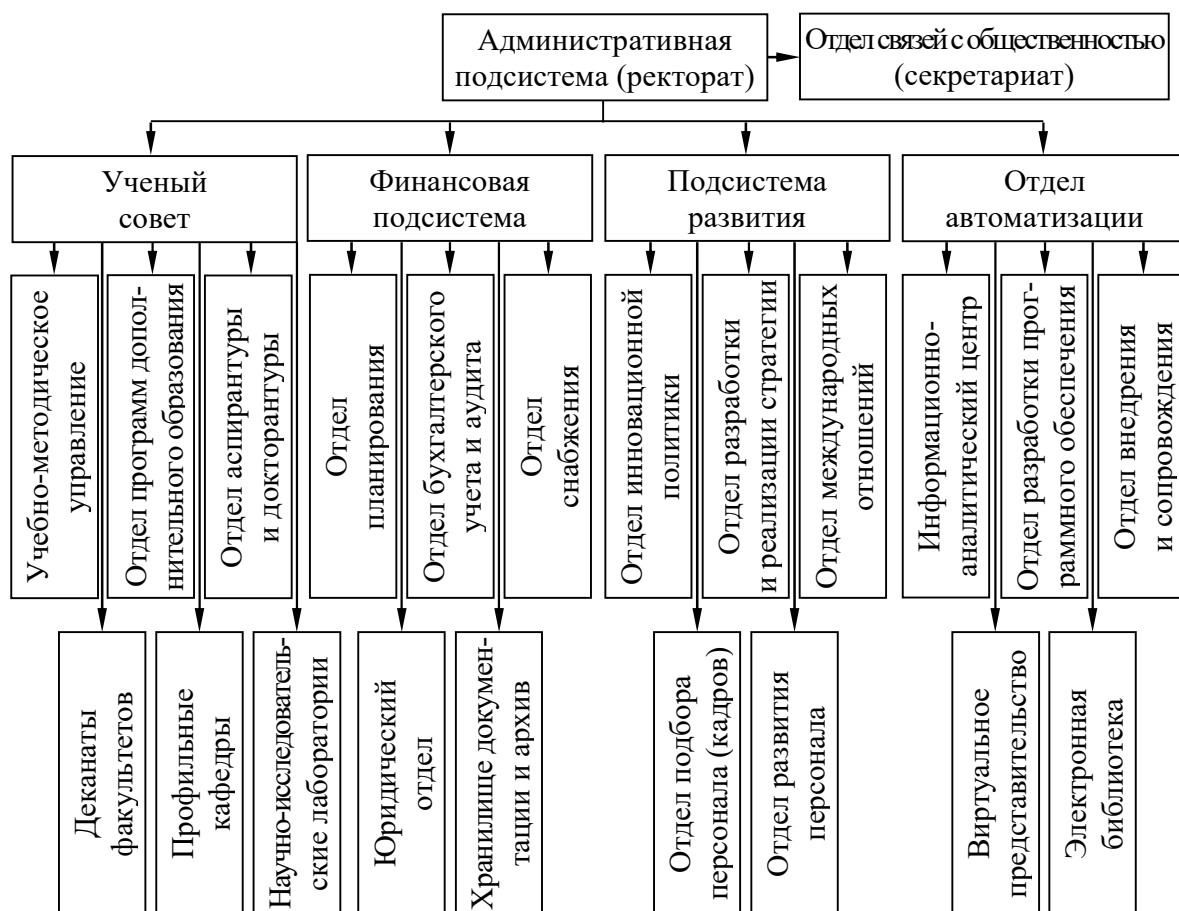 Административная
подсистема (ректорат)
Отдел связей с общественностью
(секретариат)
Ученый
совет
Финансовая
подсистема
Подсистема
развития
Отдел
автоматизации
Учебно-методическое
управление
Отдел программ допол-
нительного образования
Отдел аспирантуры
и докторантуры
Отдел
планирования
Отдел бухгалтерского
учета и аудита
Отдел
снабжения
Отдел инновационной
политики
Отдел разработки
и реализации стратегии
Отдел международных
отношений
Информационно-
аналитический центр
Отдел разработки прог-
раммного обеспечения
Отдел внедрения
и сопровождения
Деканаты
факультетов
Профильные
кафедры
Научно-исследователь-
ские лаборатории
Юридический
отдел
Хранилище докумен-
тации и архив
Отдел подбора
персонала (кадров)
Отдел развития
персонала
Виртуальное
представительство
Электронная
библиотека